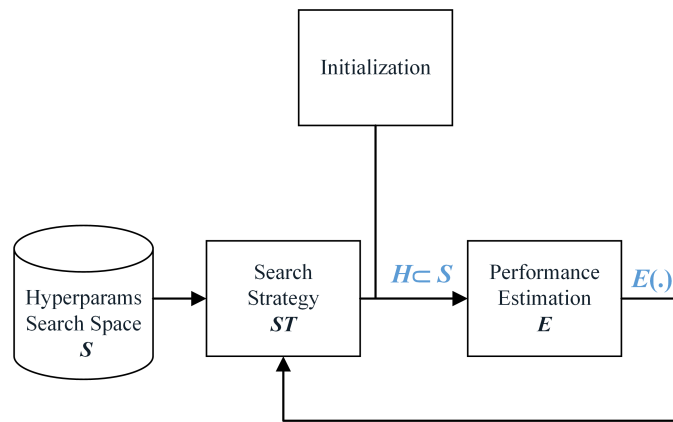 Initialization
Hyperparams
Search Space
S
Search
Strategy
ST
H⊂ S
Performance
Estimation
E
E(.)